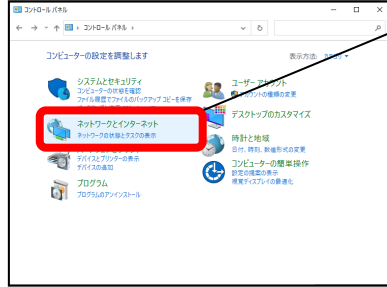 コントロール パネル
コントロール パネル
コンピューターの設定を調整します
表示方法:
システムとセキュリティ
コンピューターの状態を確認
ファイル履歴でファイルのバックアップ コピーを保存
ネットワークとインターネット
ネットワークの状態とタスクの表示
デバイスとプリンターの表示
デバイスの追加
プログラム
プログラムのアンインストール
ユーザー アカウント
アカウントの種類の変更
デスクトップのカスタマイズ
時計と地域
日付、時刻、数値形式の変更
コンピューターの簡単操作
設定の提案の表示
視覚ディスプレイの最適化